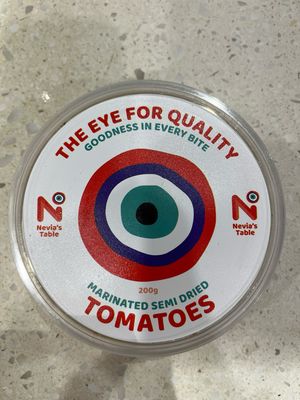 THE EYE FOR QUALITY
GOODNESS IN EVERY BITE
N
Nevia's
Table
N
Nevia's
Table
200g
MARINATED SEMI DRIED
TOMATOES